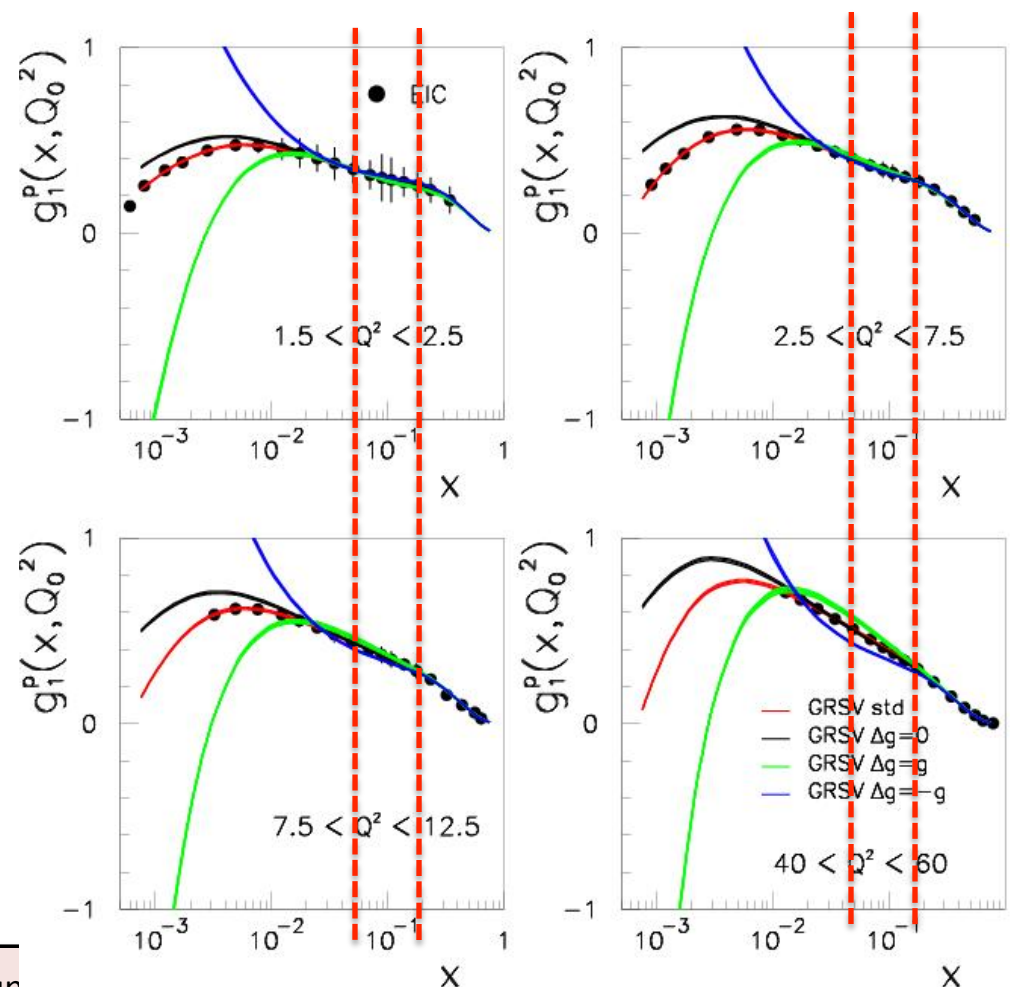 g₁ᵖ(x,Q₀²)
1
0
−1
EIC
1.5 < Q² < 2.5
10⁻³
10⁻²
10⁻¹
1
x
g₁ᵖ(x,Q₀²)
1
0
−1
2.5 < Q² < 7.5
10⁻³
10⁻²
10⁻¹
x
g₁ᵖ(x,Q₀²)
1
0
−1
7.5 < Q² < 12.5
10⁻³
10⁻²
10⁻¹
1
x
g₁ᵖ(x,Q₀²)
1
0
−1
GRSV std
GRSV Δg=0
GRSV Δg=g
GRSV Δg=−g
40 < Q² < 60
10⁻³
10⁻²
10⁻¹
x